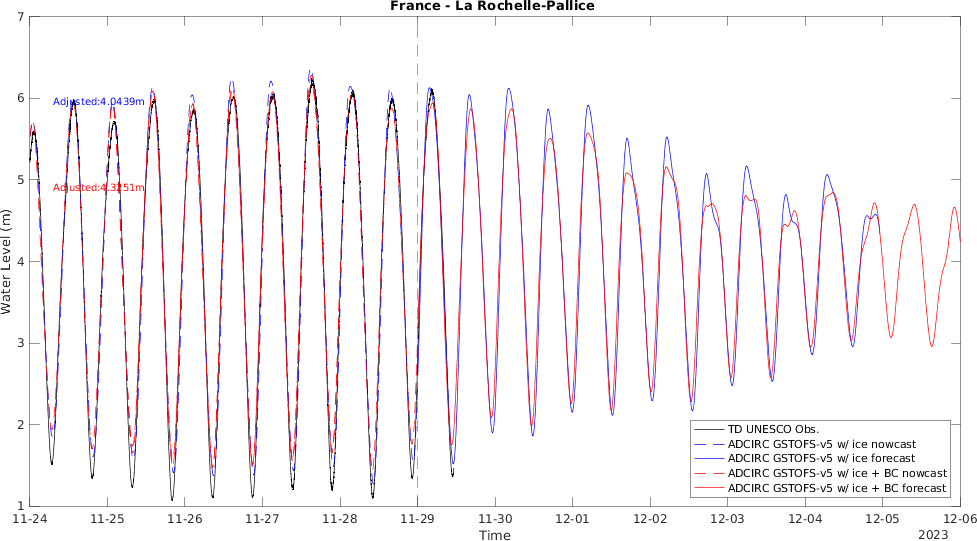 France - La Rochelle-Pallice
7
6
5
4
3
2
1
Water Level (m)
Adjusted:4.0439m
Adjusted:4.3251m
TD UNESCO Obs.
ADCIRC GSTOFS-v5 w/ ice nowcast
ADCIRC GSTOFS-v5 w/ ice forecast
ADCIRC GSTOFS-v5 w/ ice + BC nowcast
ADCIRC GSTOFS-v5 w/ ice + BC forecast
11-24 11-25 11-26 11-27 11-28 11-29 11-30 12-01 12-02 12-03 12-04 12-05 12-06
Time
2023